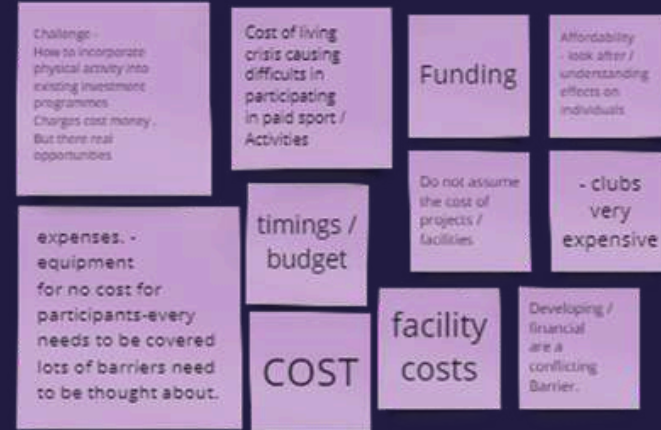 Challenge -
How to incorporate
physical activity into
existing investment
programmes
Charges cost money .
But there real
opportunities
Cost of living
crisis causing
difficults in
participating
in paid sport /
Activities
Funding
Affordability
- look after /
understanding
effects on
individuals
expenses. -
equipment
for no cost for
participants-every
needs to be covered
lots of barriers need
to be thought about.
timings /
budget
Do not assume
the cost of
projects /
facilities
- clubs
very
expensive
COST
facility
costs
Developing /
financial
are a
conflicting
Barrier.